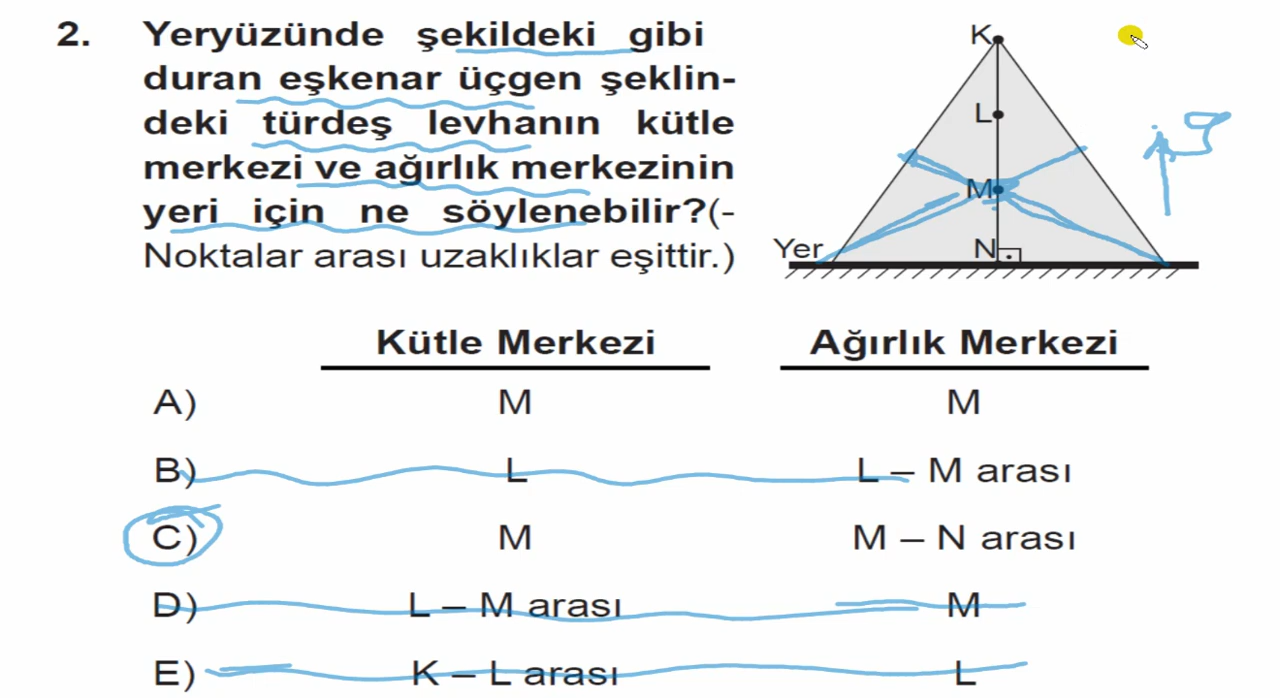 2. Yeryüzünde şekildeki gibi
duran eşkenar üçgen şeklin-
deki türdeş levhanın kütle
merkezi ve ağırlık merkezinin
yeri için ne söylenebilir?(-
Noktalar arası uzaklıklar eşittir.)
K
L
M
Yer N
Kütle Merkezi Ağırlık Merkezi
A) M M
B) L L – M arası
C) M M – N arası
D) L – M arası M
E) K – L arası L